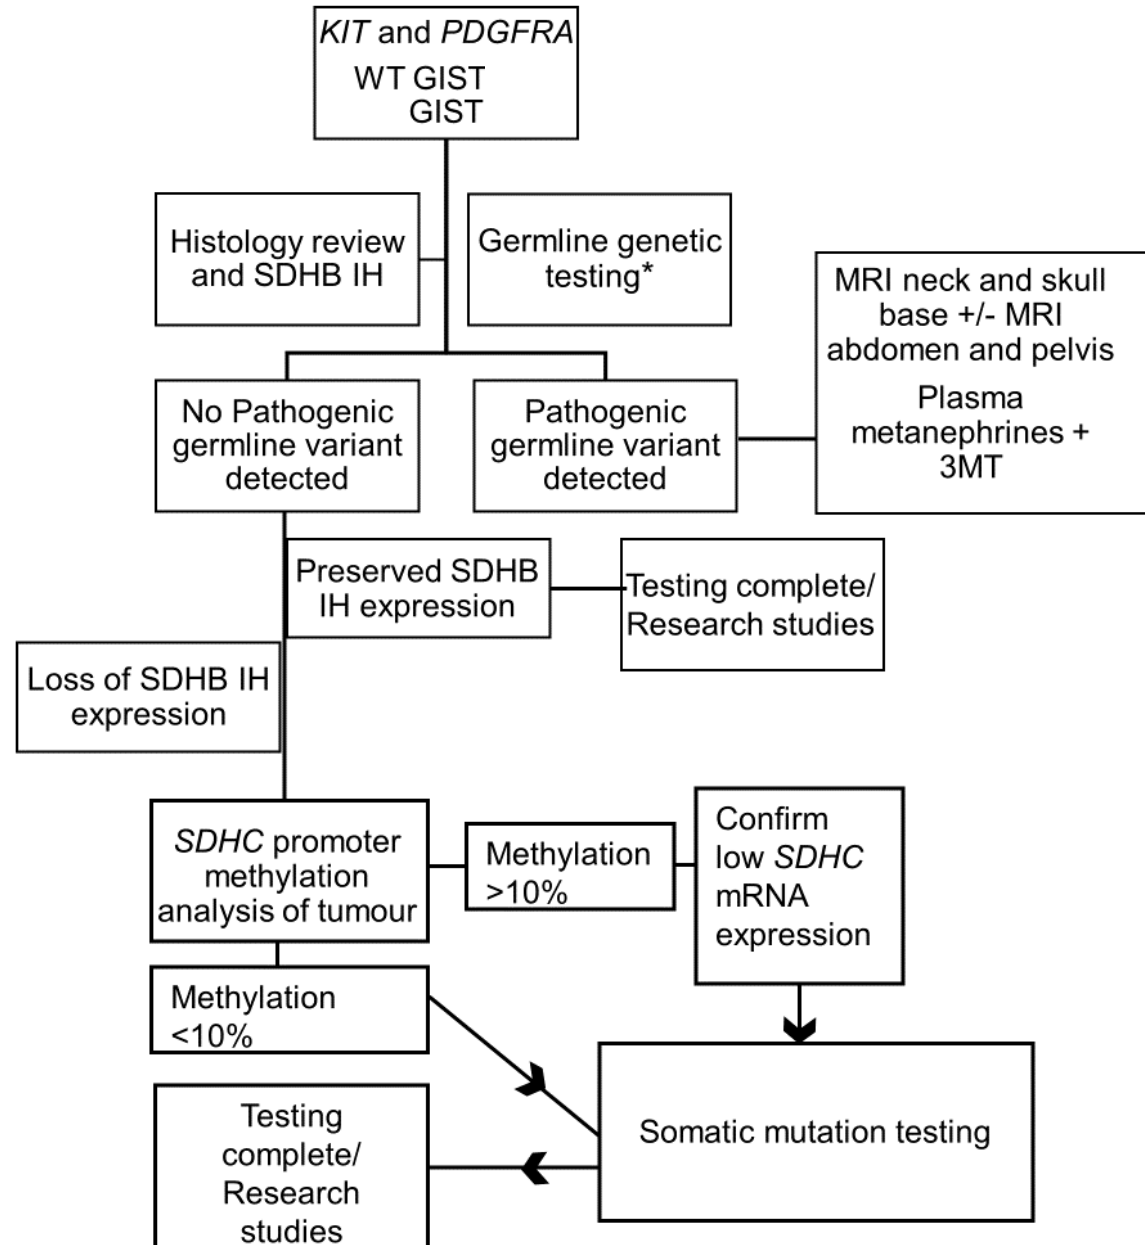 KIT and PDGFRA
WT GIST
GIST
Histology review
and SDHB IH
Germline genetic
testing*
MRI neck and skull
base +/- MRI
abdomen and pelvis
Plasma
metanephrines +
3MT
No Pathogenic
germline variant
detected
Pathogenic
germline variant
detected
Preserved SDHB
IH expression
Testing complete/
Research studies
Loss of SDHB IH
expression
SDHC promoter
methylation
analysis of tumour
Methylation
>10%
Confirm
low SDHC
mRNA
expression
Methylation
<10%
Somatic mutation testing
Testing
complete/
Research
studies